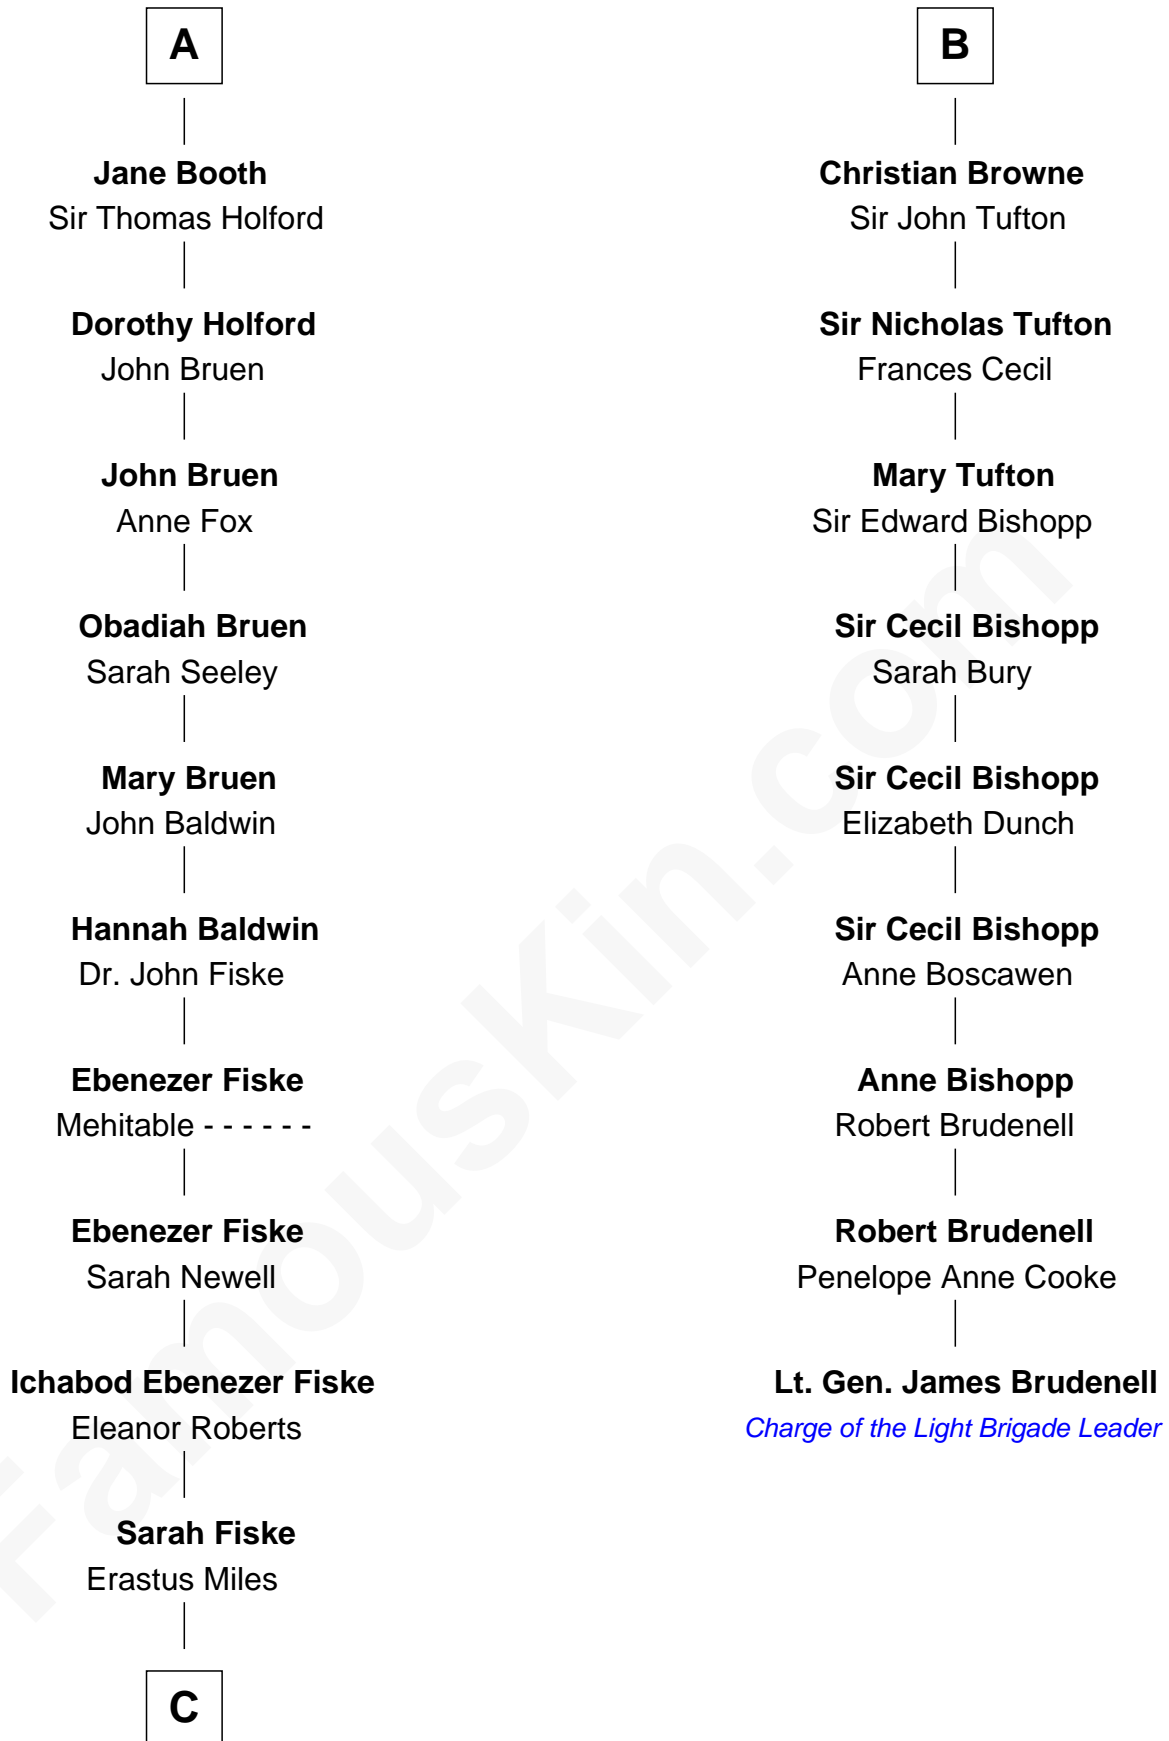 A
Jane Booth
Sir Thomas Holford
Dorothy Holford
John Bruen
John Bruen
Anne Fox
Obadiah Bruen
Sarah Seeley
Mary Bruen
John Baldwin
Hannah Baldwin
Dr. John Fiske
Ebenezer Fiske
Mehitable - - - - - -
Ebenezer Fiske
Sarah Newell
Ichabod Ebenezer Fiske
Eleanor Roberts
Sarah Fiske
Erastus Miles
C
B
Christian Browne
Sir John Tufton
Sir Nicholas Tufton
Frances Cecil
Mary Tufton
Sir Edward Bishopp
Sir Cecil Bishopp
Sarah Bury
Sir Cecil Bishopp
Elizabeth Dunch
Sir Cecil Bishopp
Anne Boscawen
Anne Bishopp
Robert Brudenell
Robert Brudenell
Penelope Anne Cooke
Lt. Gen. James Brudenell
Charge of the Light Brigade Leader
FamousKin.com